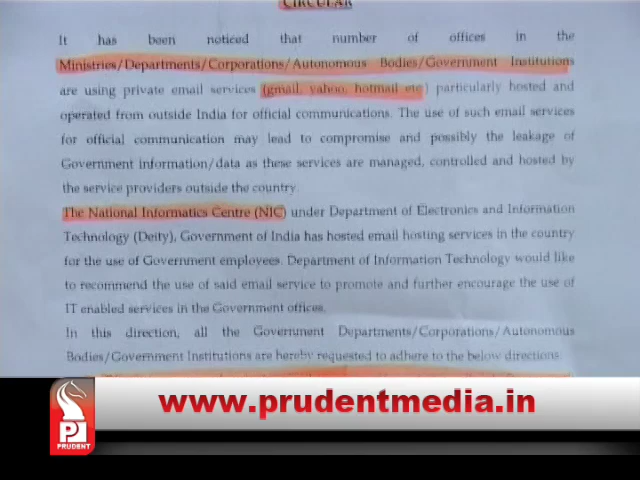 CIRCULAR
It has been noticed that number of offices in the
Ministries/Departments/Corporations/Autonomous Bodies/Government Institutions
are using private email services (gmail, yahoo, hotmail etc) particularly hosted and
operated from outside India for official communications. The use of such email services
for official communication may lead to compromise and possibly the leakage of
Government information/data as these services are managed, controlled and hosted by
the service providers outside the country.
The National Informatics Centre (NIC) under Department of Electronics and Information
Technology (Deity), Government of India has hosted email hosting services in the country
for the use of Government employees. Department of Information Technology would like
to recommend the use of said email service to promote and further encourage the use of
IT enabled services in the Government offices.
In this direction, all the Government Departments/Corporations/Autonomous
Bodies/Government Institutions are hereby requested to adhere to the below directions:
www.prudentmedia.in
PRUDENT